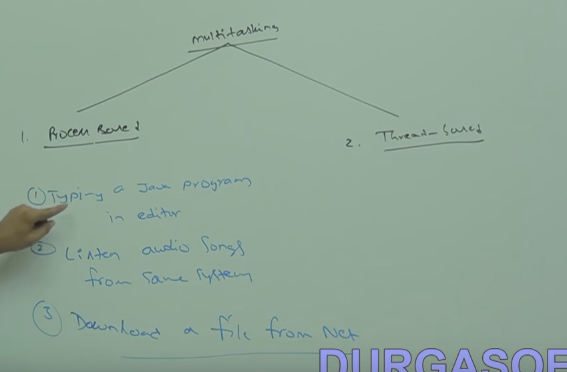 multitasking
1. Process Based
2. Thread-based
① Typing a Java program
in editor
② Listen audio songs
from same system
③ Download a file from Net
DURGASOF